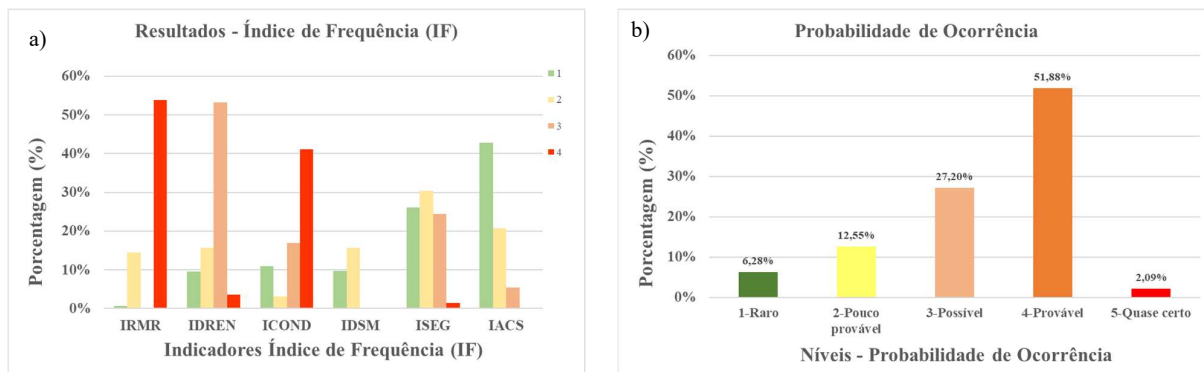 a)
Resultados - Índice de Frequência (IF)
60%
50%
40%
30%
20%
10%
0%
Porcentagem (%)
1
2
3
4
IRMR IDREN ICOND IDSM ISEG IACS
Indicadores Índice de Frequência (IF)
b)
Probabilidade de Ocorrência
60%
50%
40%
30%
20%
10%
0%
Porcentagem (%)
6,28%
12,55%
27,20%
51,88%
2,09%
1-Raro 2-Pouco 3-Possível 4-Provável 5-Quase certo
provável
Níveis - Probabilidade de Ocorrência